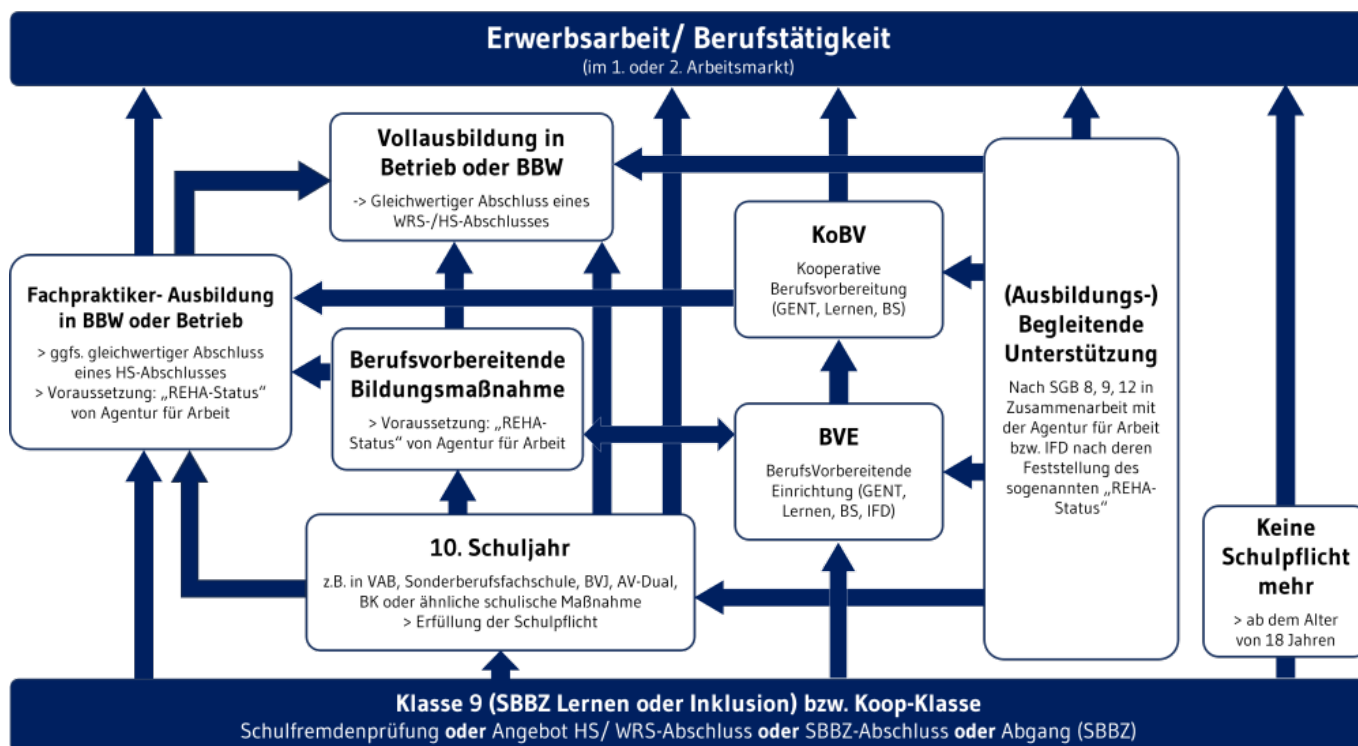 Erwerbsarbeit/ Berufstätigkeit
(im 1. oder 2. Arbeitsmarkt)
Vollausbildung in
Betrieb oder BBW
-> Gleichwertiger Abschluss eines
WRS-/HS-Abschlusses
KoBV
Kooperative
Berufsvorbereitung
(GENT, Lernen, BS)
(Ausbildungs-)
Begleitende
Unterstützung
Nach SGB 8, 9, 12 in
Zusammenarbeit mit
der Agentur für Arbeit
bzw. IFD nach deren
Feststellung des
sogenannten „REHA-
Status“
Fachpraktiker- Ausbildung
in BBW oder Betrieb
> ggfs. gleichwertiger Abschluss
eines HS-Abschlusses
> Voraussetzung: „REHA-Status“
von Agentur für Arbeit
Berufsvorbereitende
Bildungsmaßnahme
> Voraussetzung: „REHA-
Status“ von Agentur für Arbeit
BVE
BerufsVorbereitende
Einrichtung (GENT,
Lernen, BS, IFD)
10. Schuljahr
z.B. in VAB, Sonderberufsfachschule, BVJ, AV-Dual,
BK oder ähnliche schulische Maßnahme
> Erfüllung der Schulpflicht
Keine
Schulpflicht
mehr
> ab dem Alter
von 18 Jahren
Klasse 9 (SBBZ Lernen oder Inklusion) bzw. Koop-Klasse
Schulfremdenprüfung oder Angebot HS/ WRS-Abschluss oder SBBZ-Abschluss oder Abgang (SBBZ)